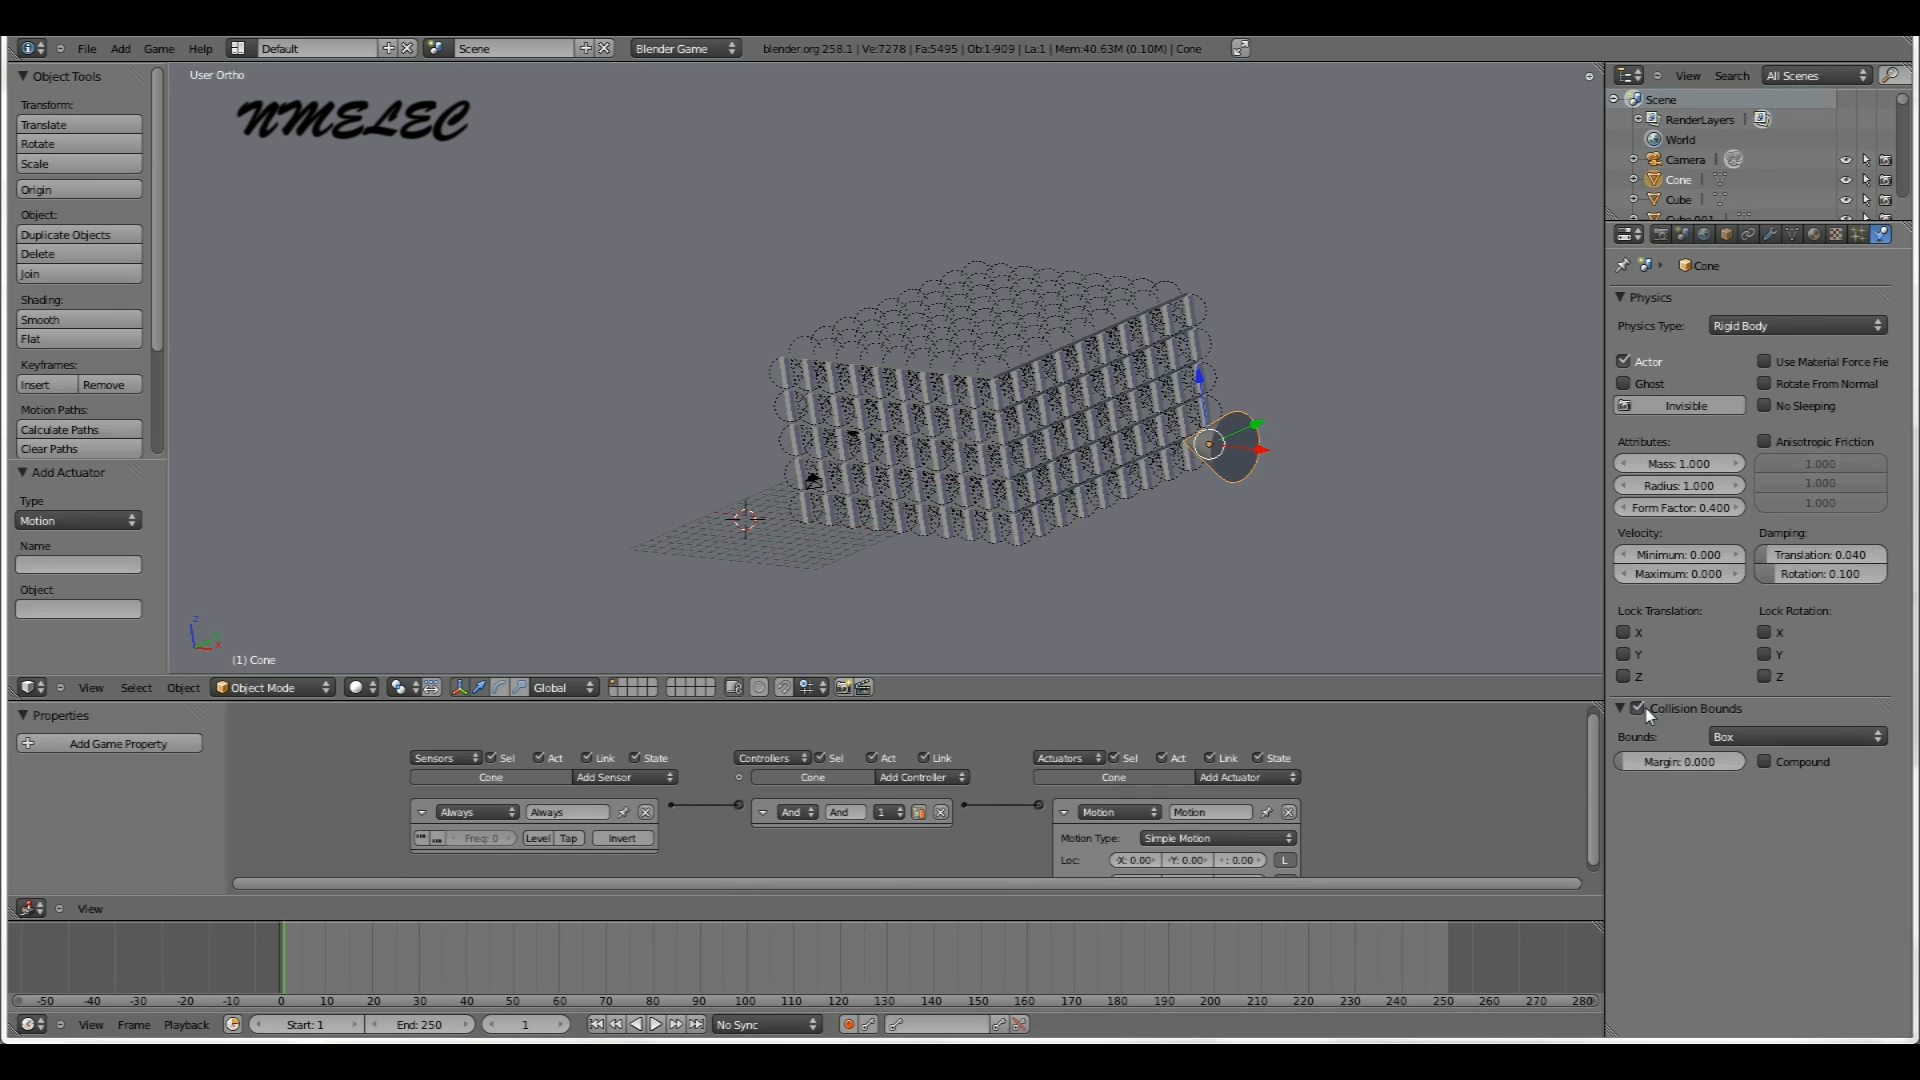 File Add Game Help Default Scene Blender Game blender.org 258.1 | Ve:7278 | Fa:5495 | Ob:1-909 | La:1 | Mem:40.63M (0.10M) | Cone
Object Tools
Transform:
Translate
Rotate
Scale
Origin
Object:
Duplicate Objects
Delete
Join
Shading:
Smooth
Flat
Keyframes:
Insert Remove
Motion Paths:
Calculate Paths
Clear Paths
Add Actuator
Type
Motion
Name
Object
User Ortho
NMELEC
z
x
(1) Cone
View Select Object Object Mode Global
Properties
Add Game Property
Sensors Sel Act Link State
Cone Add Sensor
Always Always
Freq: 0 Level Tap Invert
Controllers Sel Act Link
Cone Add Controller
And And 1
Actuators Sel Act Link State
Cone Add Actuator
Motion Motion
Motion Type: Simple Motion
Loc: X: 0.00 Y: 0.00 : 0.00 L
View
-50 -40 -30 -20 -10 0 10 20 30 40 50 60 70 80 90 100 110 120 130 140 150 160 170 180 190 200 210 220 230 240 250 260 270 280
View Frame Playback Start: 1 End: 250 1 No Sync
View Search All Scenes
Scene
RenderLayers |
World
Camera |
Cone |
Cube |
Cube.001 |
Cone
Physics
Physics Type: Rigid Body
Actor Use Material Force Fie
Ghost Rotate From Normal
Invisible No Sleeping
Attributes: Anisotropic Friction
Mass: 1.000 1.000
Radius: 1.000 1.000
Form Factor: 0.400 1.000
Velocity: Damping:
Minimum: 0.000 Translation: 0.040
Maximum: 0.000 Rotation: 0.100
Lock Translation: Lock Rotation:
X X
Y Y
Z Z
Collision Bounds
Bounds: Box
Margin: 0.000 Compound